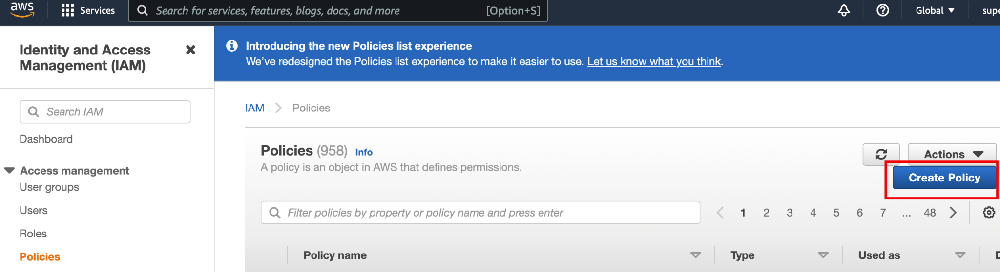 aws
Services
Search for services, features, blogs, docs, and more
[Option+S]
Global
Identity and Access
Management (IAM)
Introducing the new Policies list experience
We've redesigned the Policies list experience to make it easier to use. Let us know what you think.
Search IAM
Dashboard
Access management
User groups
Users
Roles
Policies
IAM > Policies
Policies (958) Info
A policy is an object in AWS that defines permissions.
Actions
Create Policy
Filter policies by property or policy name and press enter
< 1 2 3 4 5 6 7 ... 48 >
Policy name
Type
Used as